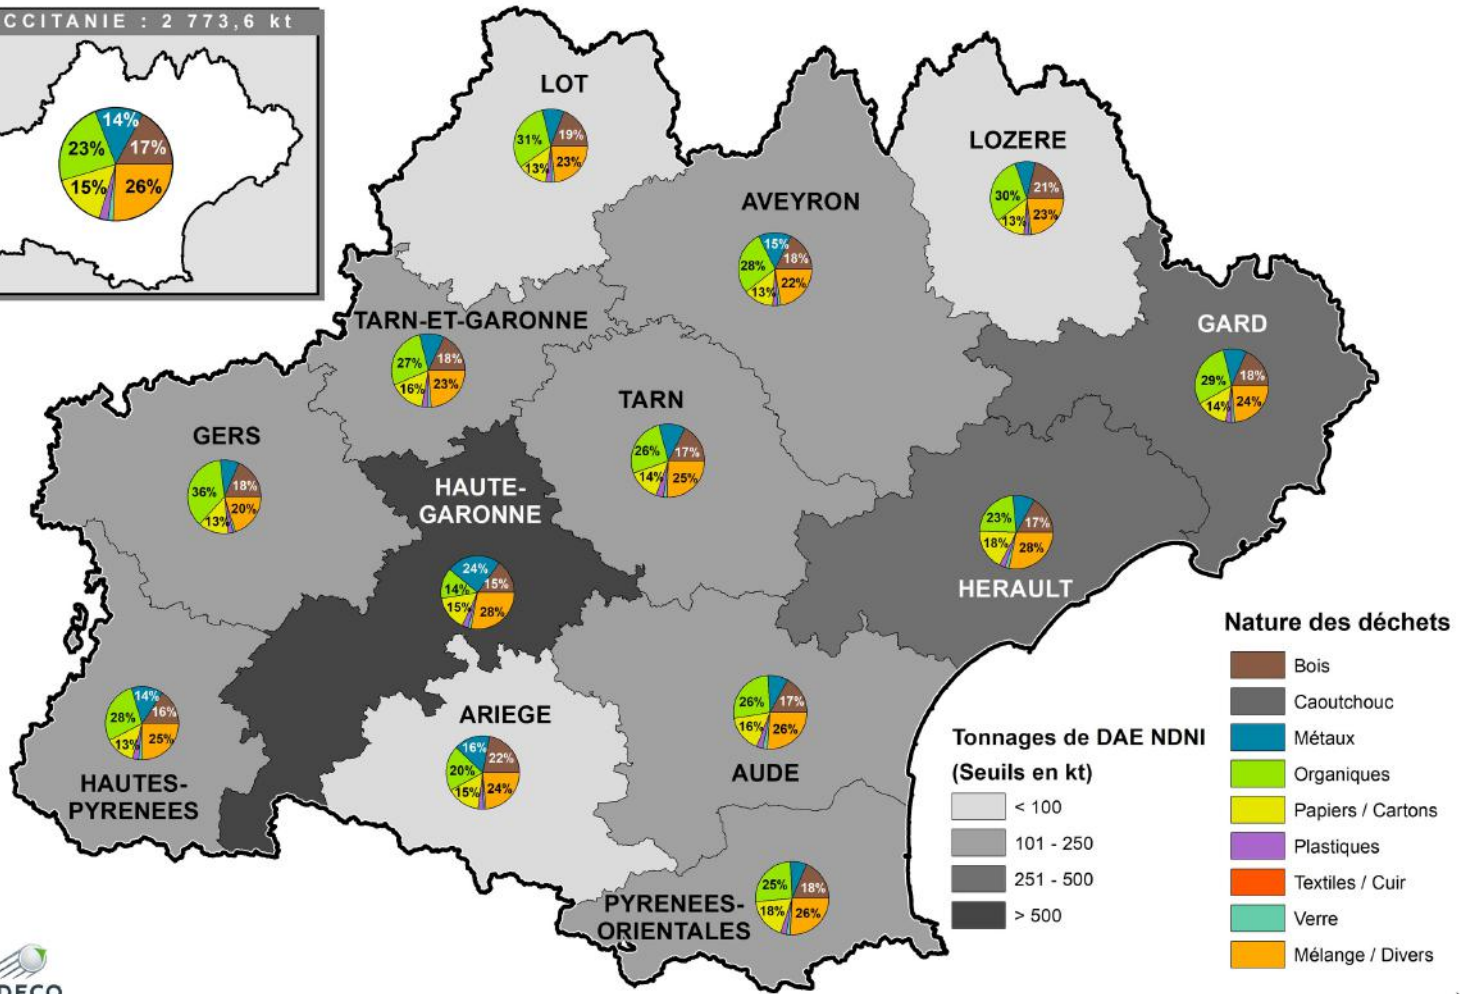 CCITANIE : 2 773,6 kt
14%
23%
17%
15%
26%
LOT
31%
19%
13%
23%
LOZERE
30%
21%
13%
23%
AVEYRON
15%
28%
18%
13%
22%
TARN-ET-GARONNE
27%
18%
16%
23%
GARD
29%
18%
14%
24%
TARN
26%
17%
14%
25%
GERS
36%
18%
13%
20%
HAUTE-
GARONNE
24%
14%
15%
15%
28%
23%
17%
18%
28%
HERAULT
14%
28%
16%
13%
25%
HAUTES-
PYRENEES
ARIEGE
16%
22%
20%
15%
24%
26%
17%
16%
26%
AUDE
25%
18%
18%
26%
PYRENEES-
ORIENTALES
Tonnages de DAE NDNI
(Seuils en kt)
< 100
101 - 250
251 - 500
> 500
Nature des déchets
Bois
Caoutchouc
Métaux
Organiques
Papiers / Cartons
Plastiques
Textiles / Cuir
Verre
Mélange / Divers
DECO